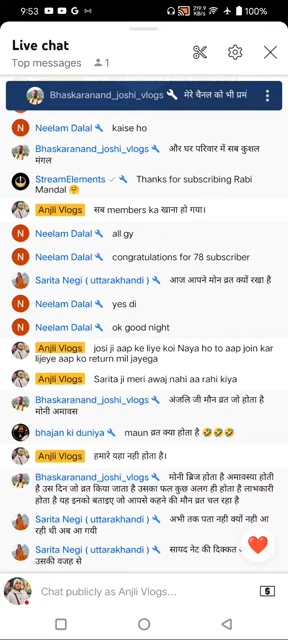 9:53
219.9
KB/s
100%
Live chat
Top messages 1
Bhaskaranand_joshi_vlogs मेरे चैनल को भी प्रमं
Neelam Dalal kaise ho
Bhaskaranand_joshi_vlogs और घर परिवार में सब कुशल
मंगल
StreamElements Thanks for subscribing Rabi
Mandal 🤗
Anjli Vlogs सब members ka खाना हो गया।
Neelam Dalal all gy
Neelam Dalal congratulations for 78 subscriber
Sarita Negi ( uttarakhandi ) आज आपने मोन व्रत क्यों रखा है
Neelam Dalal yes di
Neelam Dalal ok good night
Anjli Vlogs josi ji aap ke liye koi Naya ho to aap join kar
lijeye aap ko return mil jayega
Anjli Vlogs Sarita ji meri awaj nahi aa rahi kiya
Bhaskaranand_joshi_vlogs अंजलि जी मौन व्रत जो होता है
मोनी अमावस
bhajan ki duniya maun व्रत क्या होता है 🤣🤣🤣
Anjli Vlogs हमारे यहा नही होता है।
Bhaskaranand_joshi_vlogs मोनी ब्रिज होता है अमावस्या होती
है उस दिन जो व्रत किया जाता है उसका फल कुछ अलग ही होता है लाभकारी
होता है यह इनको बताइए जो आपसे कहने की मौन व्रत चल रहा है
Sarita Negi ( uttarakhandi ) अभी तक पता नही क्यों नही आ
रही थी अब आ गयी
Sarita Negi ( uttarakhandi ) सायद नेट की दिक्कत
उसकी वजह से
Chat publicly as Anjli Vlogs...